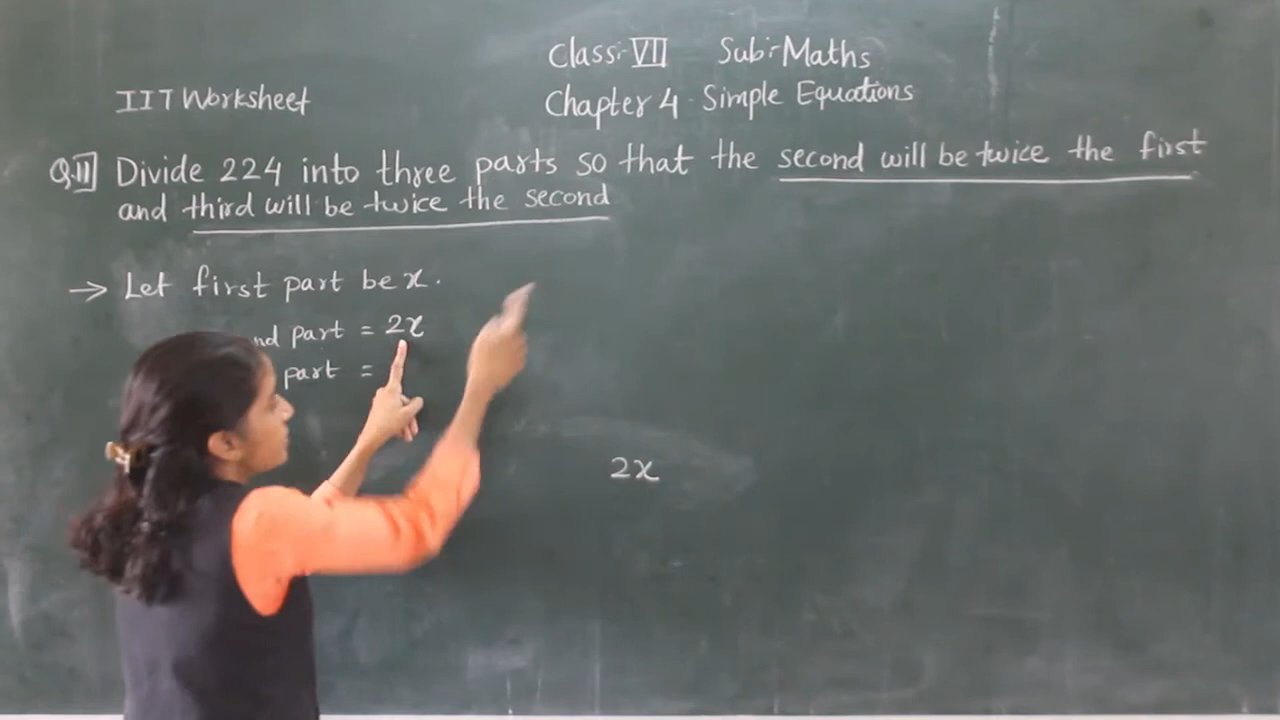 Class:- VII Sub:- Maths
IIT Worksheet Chapter 4. Simple Equations
Q.11] Divide 224 into three parts so that the second will be twice the first
and third will be twice the second
→ Let first part be x.
nd part = 2x
part =
2x